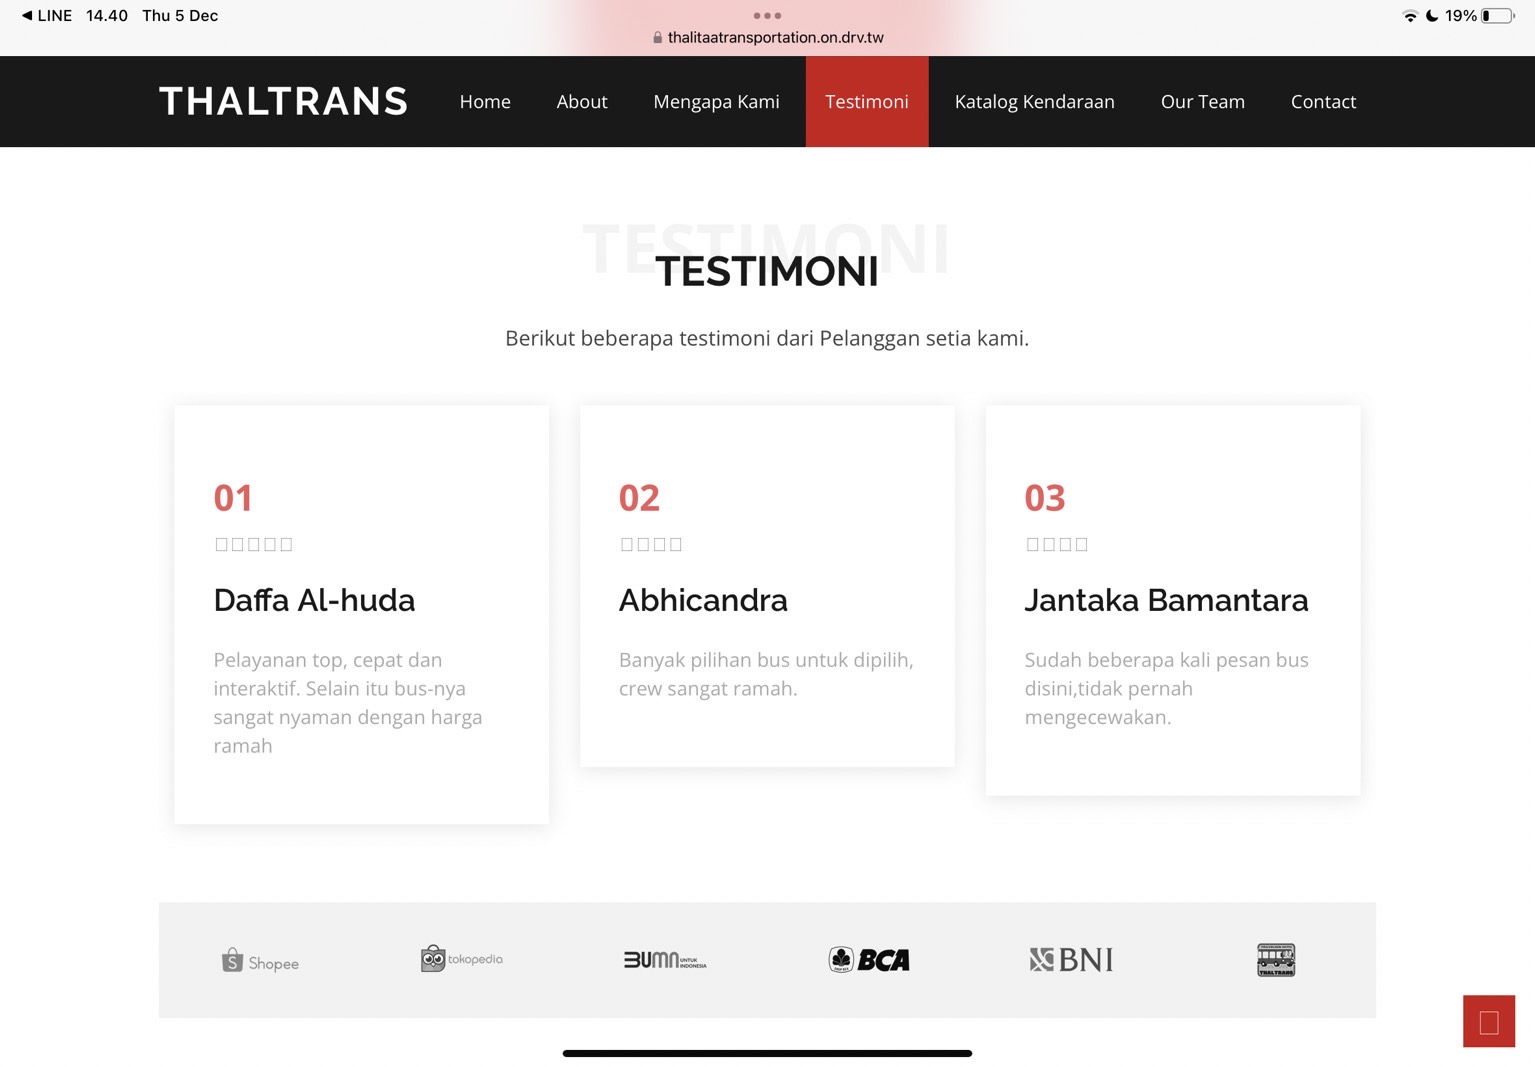 LINE 14.40 Thu 5 Dec
19%
thalitaatransportation.on.drv.tw
THALTRANS Home About Mengapa Kami Testimoni Katalog Kendaraan Our Team Contact
TESTIMONI
TESTIMONI
Berikut beberapa testimoni dari Pelanggan setia kami.
01
Daffa Al-huda
Pelayanan top, cepat dan
interaktif. Selain itu bus-nya
sangat nyaman dengan harga
ramah
02
Abhicandra
Banyak pilihan bus untuk dipilih,
crew sangat ramah.
03
Jantaka Bamantara
Sudah beberapa kali pesan bus
disini,tidak pernah
mengecewakan.
Shopee
tokopedia
BUMN UNTUK
INDONESIA
BCA
BNI
THALTRANS